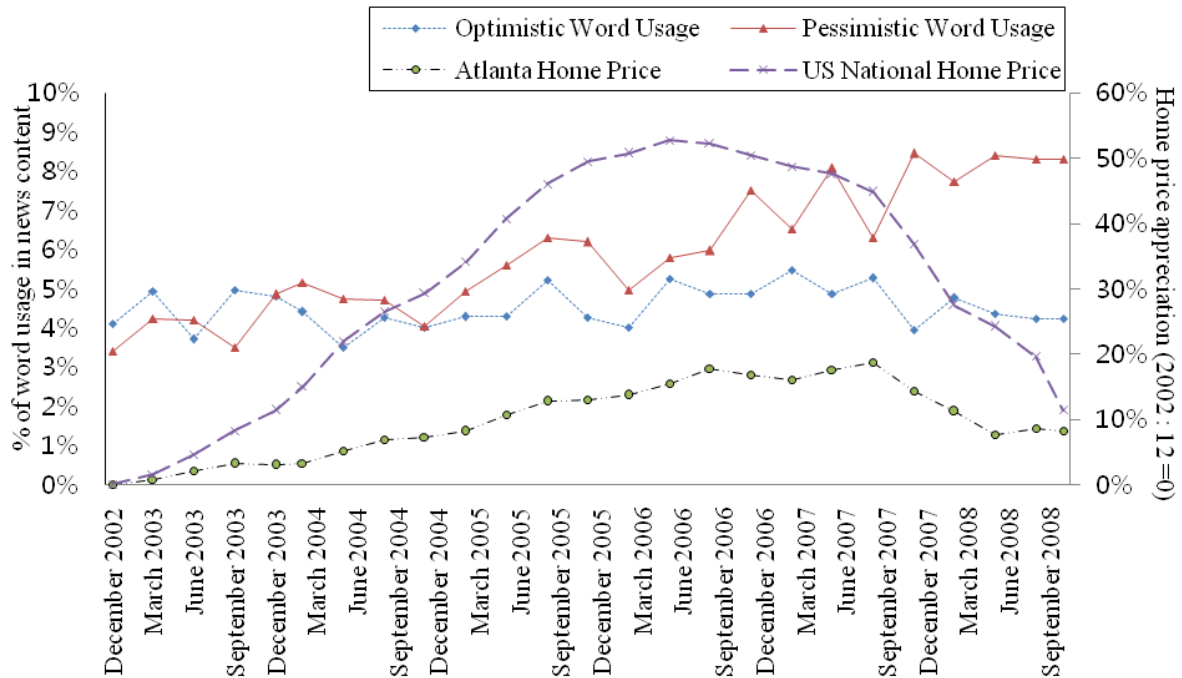 Optimistic Word Usage
Pessimistic Word Usage
Atlanta Home Price
US National Home Price
% of word usage in news content
10%
9%
8%
7%
6%
5%
4%
3%
2%
1%
0%
60%
50%
40%
30%
20%
10%
0%
Home price appreciation (2002 : 12 =0)
December 2002
March 2003
June 2003
September 2003
December 2003
March 2004
June 2004
September 2004
December 2004
March 2005
June 2005
September 2005
December 2005
March 2006
June 2006
September 2006
December 2006
March 2007
June 2007
September 2007
December 2007
March 2008
June 2008
September 2008